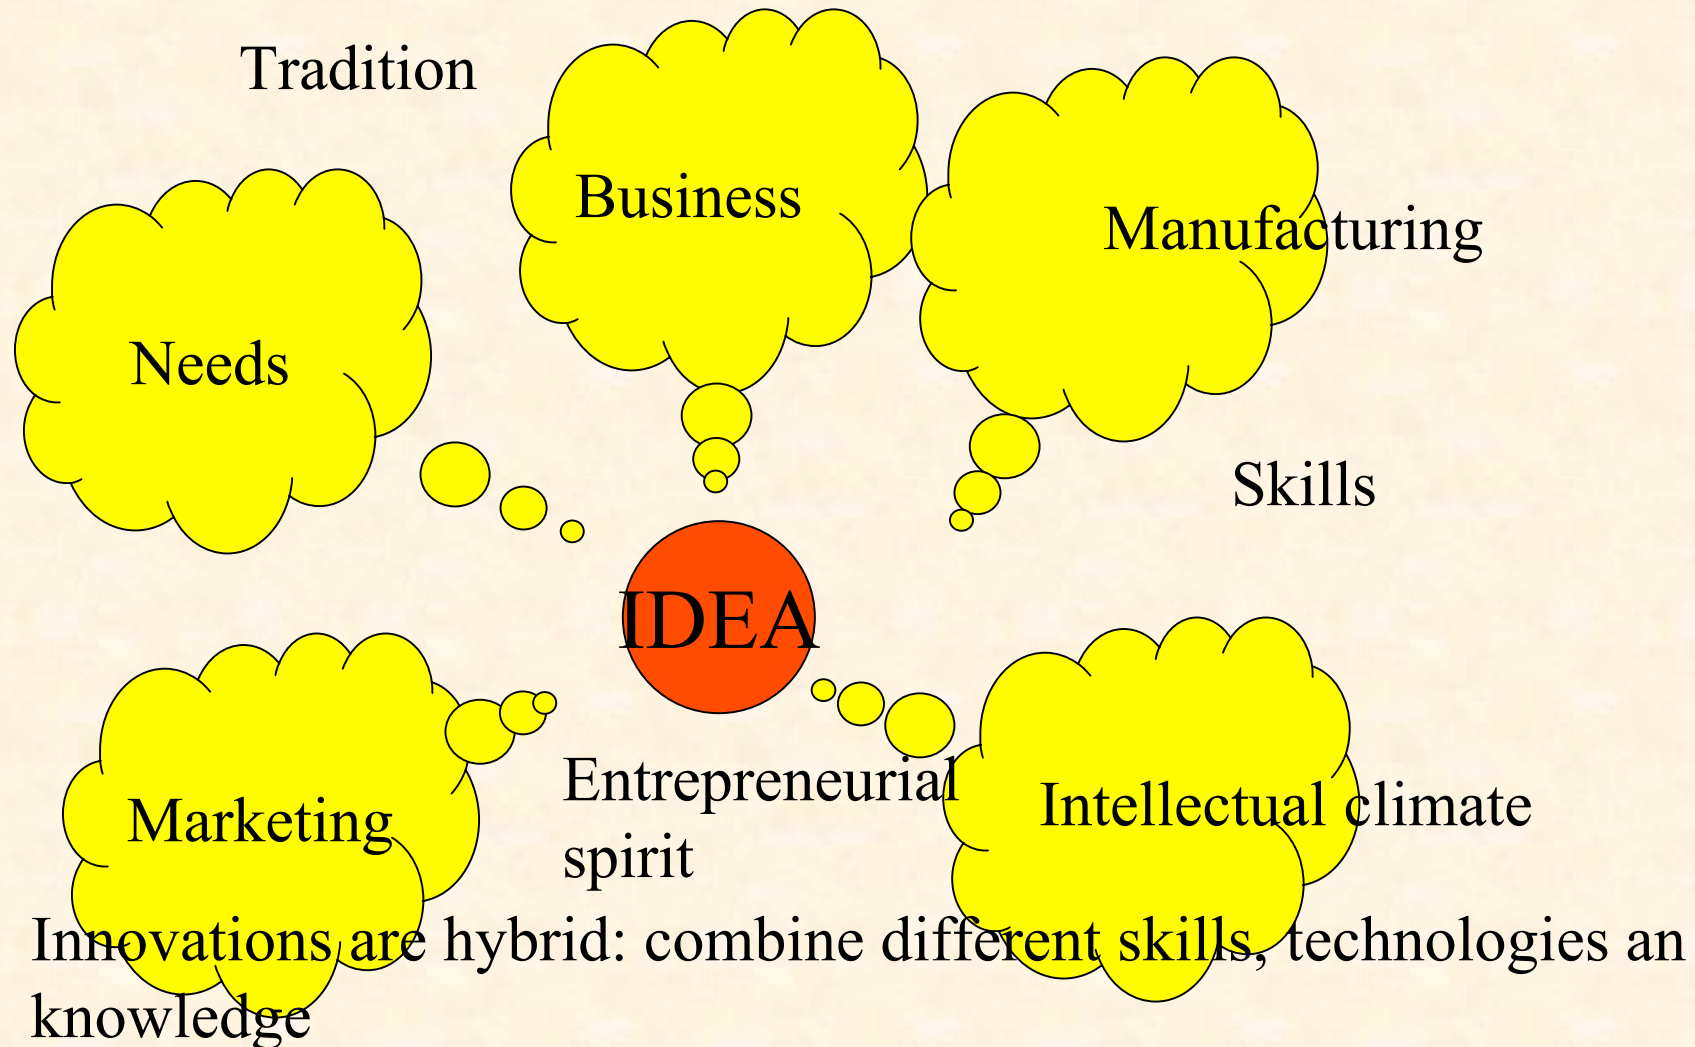 Tradition
Business
Manufacturing
Needs
Skills
IDEA
Entrepreneurial
spirit
Intellectual climate
Marketing
Innovations are hybrid: combine different skills, technologies an
knowledge